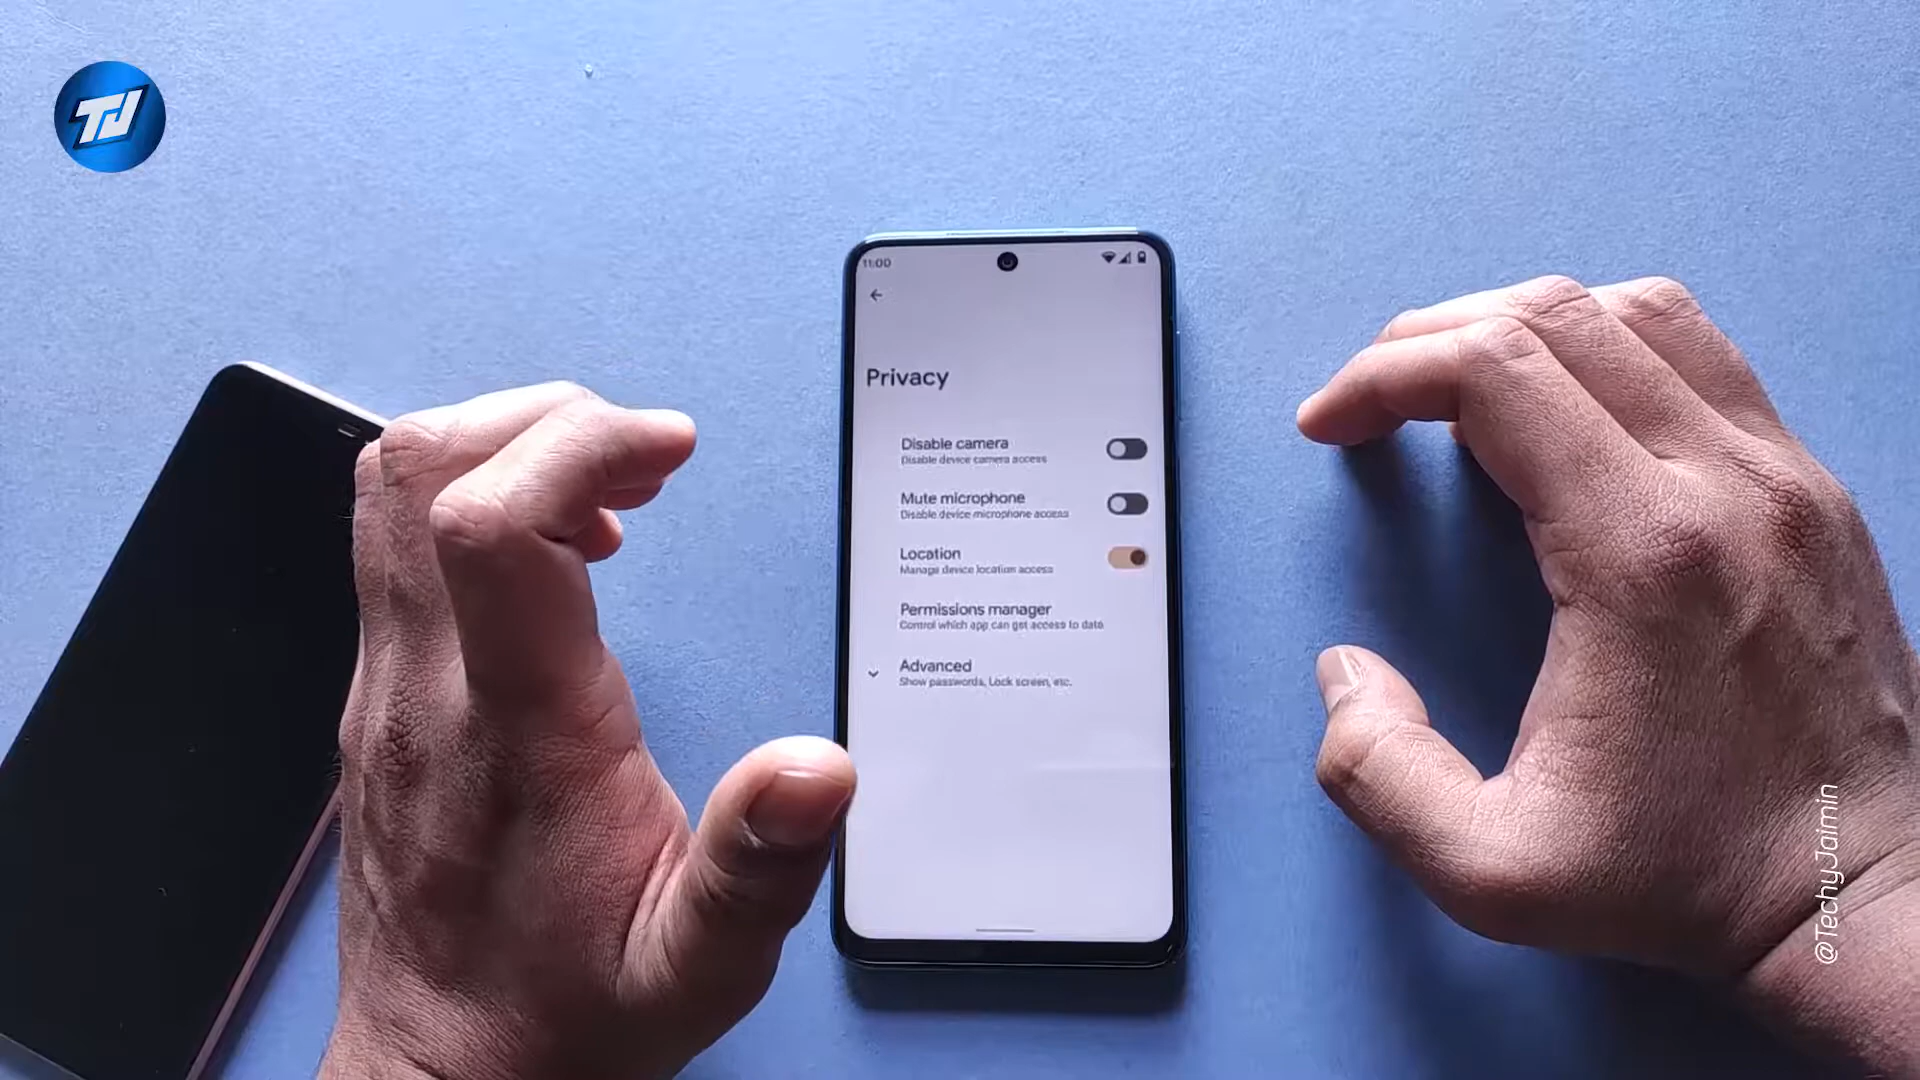 TJ
11:00
Privacy
Disable camera
Disable device camera access
Mute microphone
Disable device microphone access
Location
Manage device location access
Permissions manager
Control which app can get access to data
Advanced
Show passwords, Lock screen, etc.
@TechyJaimin